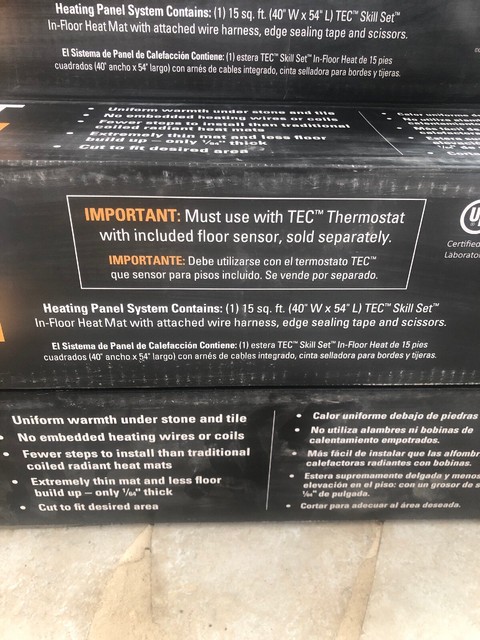 Heating Panel System Contains: (1) 15 sq. ft. (40" W x 54" L) TEC™ Skill Set™
In-Floor Heat Mat with attached wire harness, edge sealing tape and scissors.
El Sistema de Panel de Calefacción Contiene: (1) estera TEC™ Skill Set™ In-Floor Heat de 15 pies
cuadrados (40" ancho x 54" largo) con arnés de cables integrado, cinta selladora para bordes y tijeras.
• Uniform warmth under stone and tile
• No embedded heating wires or coils
• Fewer steps to install than traditional
coiled radiant heat mats
• Extremely thin mat and less floor
build up – only 1/64" thick
• Cut to fit desired area
• Calor uniforme
• No utiliza
• Más fácil d
• Estera
IMPORTANT: Must use with TEC™ Thermostat
with included floor sensor, sold separately.
IMPORTANTE: Debe utilizarse con el termostato TEC™
que sensor para pisos incluido. Se vende por separado.
Certified
Laborato
Heating Panel System Contains: (1) 15 sq. ft. (40" W x 54" L) TEC™ Skill Set™
In-Floor Heat Mat with attached wire harness, edge sealing tape and scissors.
El Sistema de Panel de Calefacción Contiene: (1) estera TEC™ Skill Set™ In-Floor Heat de 15 pies
cuadrados (40" ancho x 54" largo) con arnés de cables integrado, cinta selladora para bordes y tijeras.
Uniform warmth under stone and tile
• No embedded heating wires or coils
• Fewer steps to install than traditional
coiled radiant heat mats
• Extremely thin mat and less floor
build up – only 1/64" thick
• Cut to fit desired area
• Calor uniforme debajo de piedras
• No utiliza alambres ni bobinas de
calentamiento empotrados.
• Más fácil de instalar que las alfombr
calefactoras radiantes con bobinas.
• Estera supremamente delgada y menos
elevación en el piso: con un grosor de s
1/64" de pulgada.
• Cortar para adecuar al área deseada.